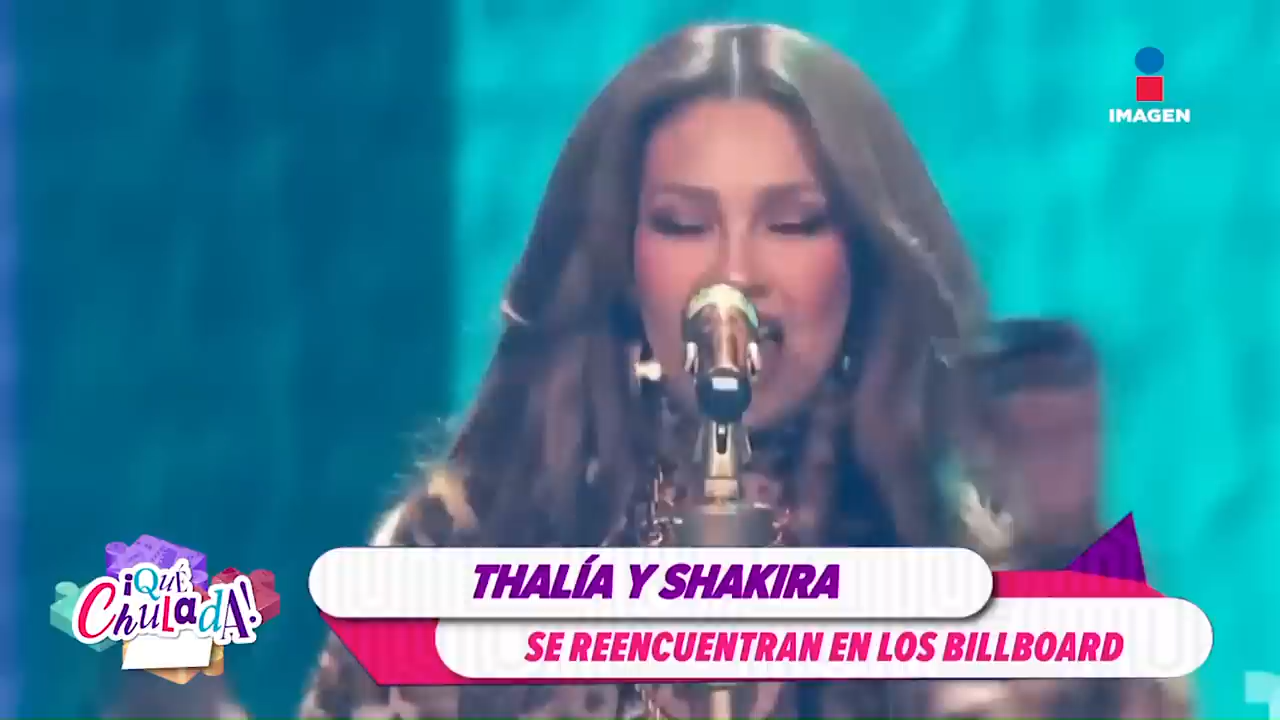 IMAGEN
THALÍA Y SHAKIRA
¡QUÉ
CHULADA!
SE REENCUENTRAN EN LOS BILLBOARD